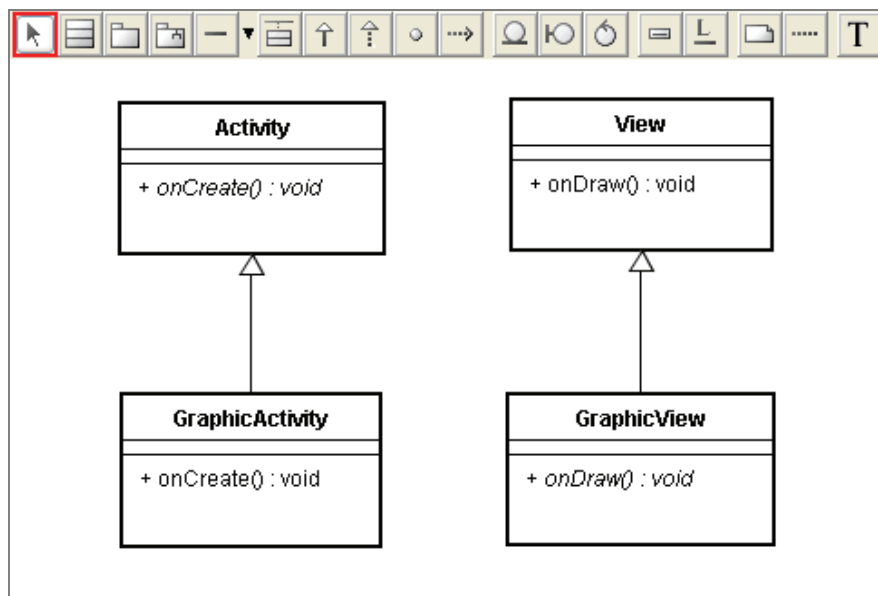 L
T
Activity
+ onCreate() : void
View
+ onDraw() : void
GraphicActivity
+ onCreate() : void
GraphicView
+ onDraw() : void